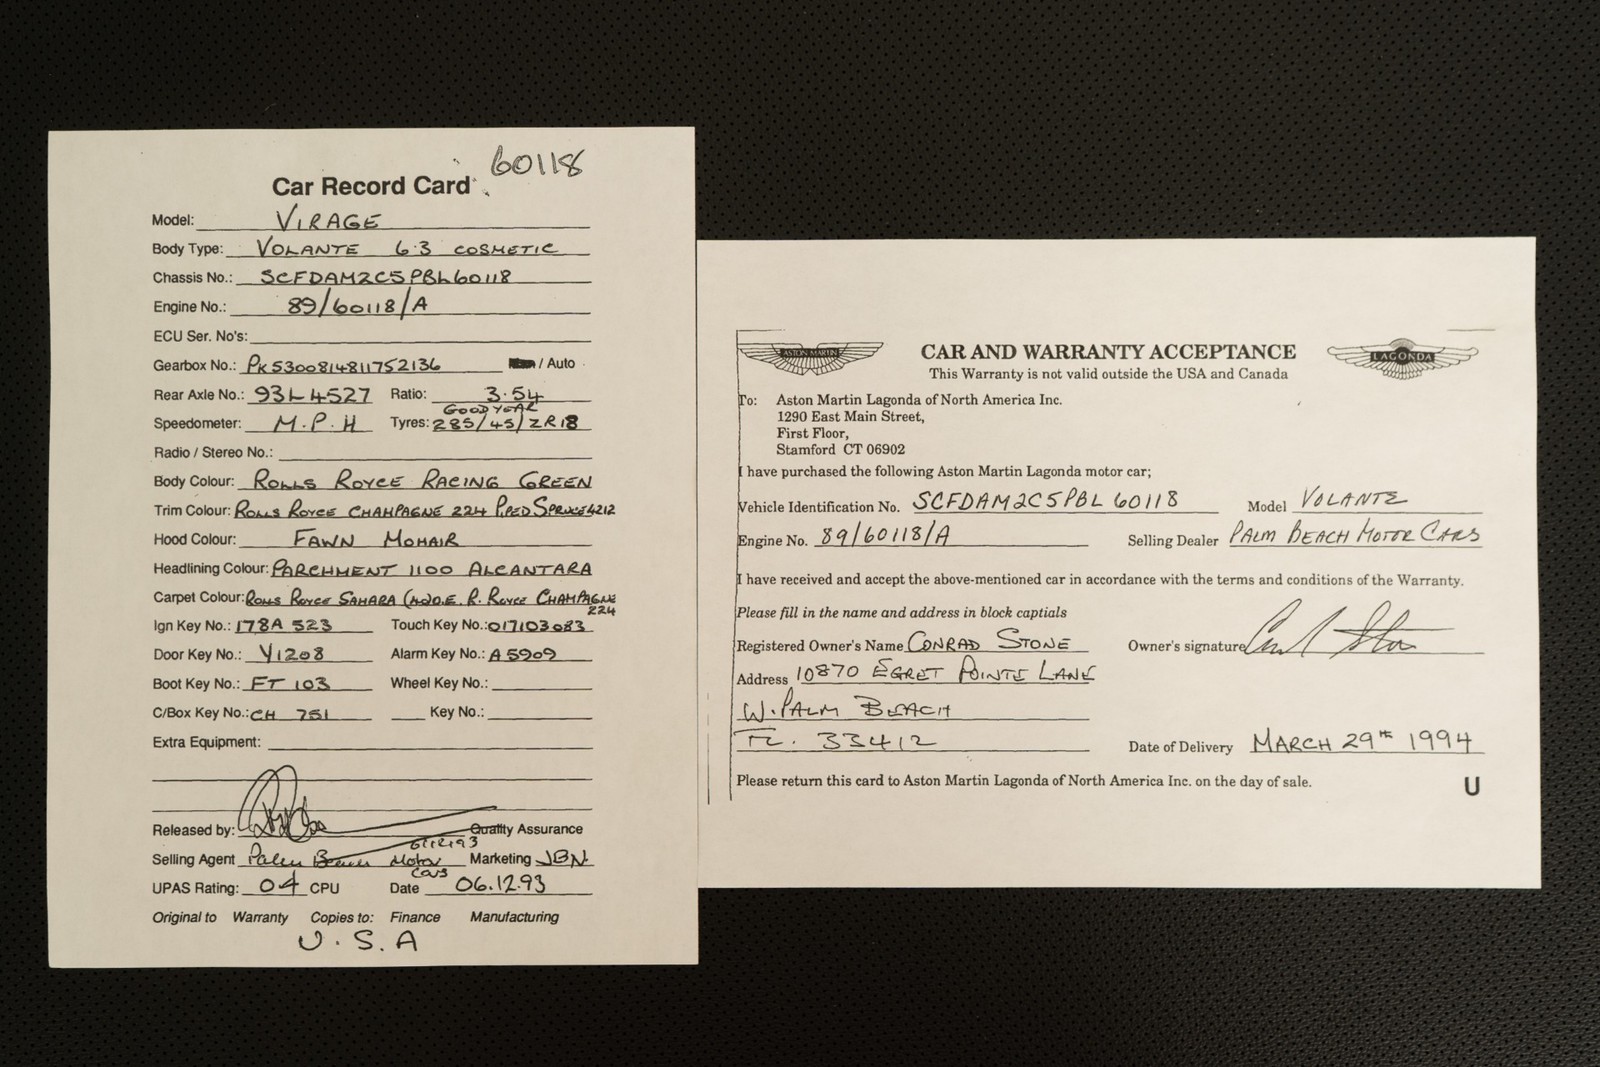 60118
Car Record Card
Model: VIRAGE
Body Type: VOLANTE 6·3 COSMETIC
Chassis No.: SCFDAM2C5PBL60118
Engine No.: 89/60118/A
ECU Ser. No's:
Gearbox No.: PK5300814811752136 / Auto
Rear Axle No.: 93L4527 Ratio: 3·54
Speedometer: M.P.H Tyres: GOODYEAR 285/45/ZR18
Radio / Stereo No.:
Body Colour: ROLLS ROYCE RACING GREEN
Trim Colour: ROLLS ROYCE CHAMPAGNE 224 PIPED SPRUCE 4212
Hood Colour: FAWN MOHAIR
Headlining Colour: PARCHMENT 1100 ALCANTARA
Carpet Colour: ROLLS ROYCE SAHARA R. ROYCE CHAMPAGNE
224
Ign Key No.: 178A 523 Touch Key No.: 017103083
Door Key No.: Y1208 Alarm Key No.: A5909
Boot Key No.: FT 103 Wheel Key No.:
C/Box Key No.: CH 751 Key No.:
Extra Equipment:
Released by: Quality Assurance
6/12/93
Selling Agent Palm Beach Motor Cars Marketing JBN.
UPAS Rating: 04 CPU Date 06.12.93
Original to Warranty Copies to: Finance Manufacturing
U.S.A
ASTON MARTIN
CAR AND WARRANTY ACCEPTANCE
LAGONDA
This Warranty is not valid outside the USA and Canada
To: Aston Martin Lagonda of North America Inc.
1290 East Main Street,
First Floor,
Stamford CT 06902
I have purchased the following Aston Martin Lagonda motor car;
Vehicle Identification No. SCFDAM2C5PBL 60118 Model VOLANTE
Engine No. 89/60118/A Selling Dealer PALM BEACH MOTOR CARS
I have received and accept the above-mentioned car in accordance with the terms and conditions of the Warranty.
Please fill in the name and address in block captials
Registered Owner's Name CONRAD STONE Owner's signature
Address 10870 EGRET POINTE LANE
W. PALM BEACH
FL. 33412 Date of Delivery MARCH 29th 1994
Please return this card to Aston Martin Lagonda of North America Inc. on the day of sale.
U